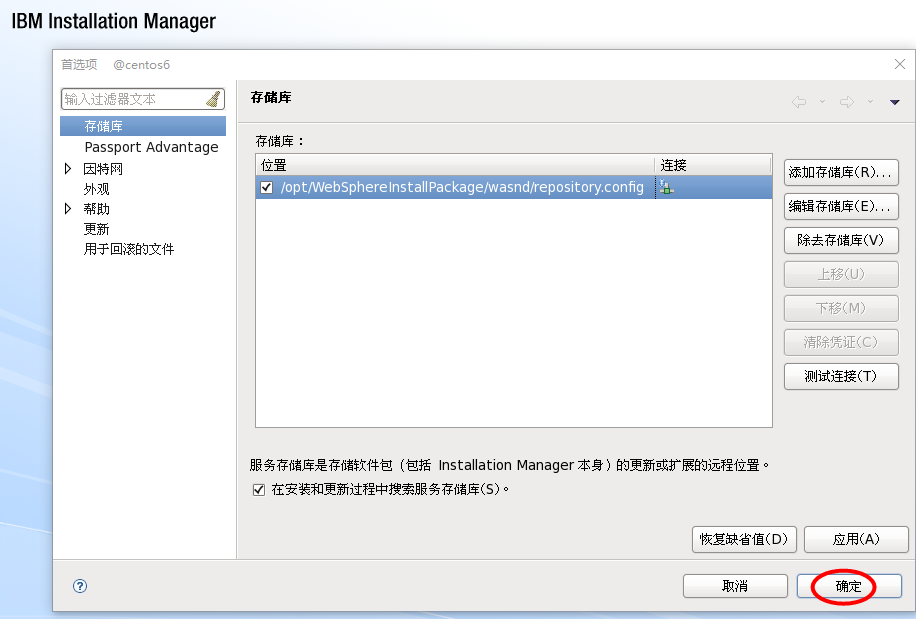 IBM Installation Manager
首选项 @centos6
输入过滤器文本
存储库
Passport Advantage
因特网
外观
帮助
更新
用于回滚的文件
存储库
存储库：
位置 连接
/opt/WebSphereInstallPackage/wasnd/repository.config
添加存储库(R)...
编辑存储库(E)...
除去存储库(V)
上移(U)
下移(M)
清除凭证(C)
测试连接(T)
服务存储库是存储软件包（包括 Installation Manager 本身）的更新或扩展的远程位置。
在安装和更新过程中搜索服务存储库(S)。
恢复缺省值(D) 应用(A)
? 取消 确定